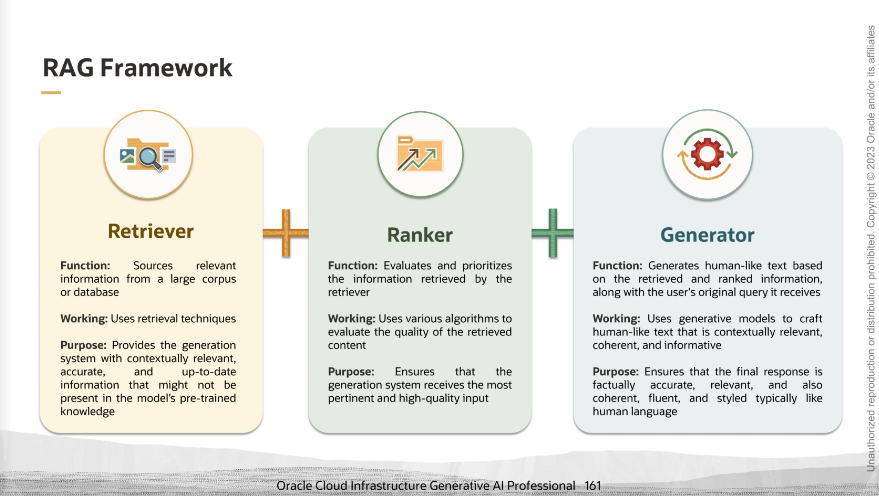 RAG Framework
Retriever
Function: Sources relevant
information from a large corpus
or database
Working: Uses retrieval techniques
Purpose: Provides the generation
system with contextually relevant,
accurate, and up-to-date
information that might not be
present in the model's pre-trained
knowledge
Ranker
Function: Evaluates and prioritizes
the information retrieved by the
retriever
Working: Uses various algorithms to
evaluate the quality of the retrieved
content
Purpose: Ensures that the
generation system receives the most
pertinent and high-quality input
Generator
Function: Generates human-like text based
on the retrieved and ranked information,
along with the user's original query it receives
Working: Uses generative models to craft
human-like text that is contextually relevant,
coherent, and informative
Purpose: Ensures that the final response is
factually accurate, relevant, and also
coherent, fluent, and styled typically like
human language
Oracle Cloud Infrastructure Generative AI Professional 161
Unauthorized reproduction or distribution prohibited. Copyright © 2023 Oracle and/or its affiliates